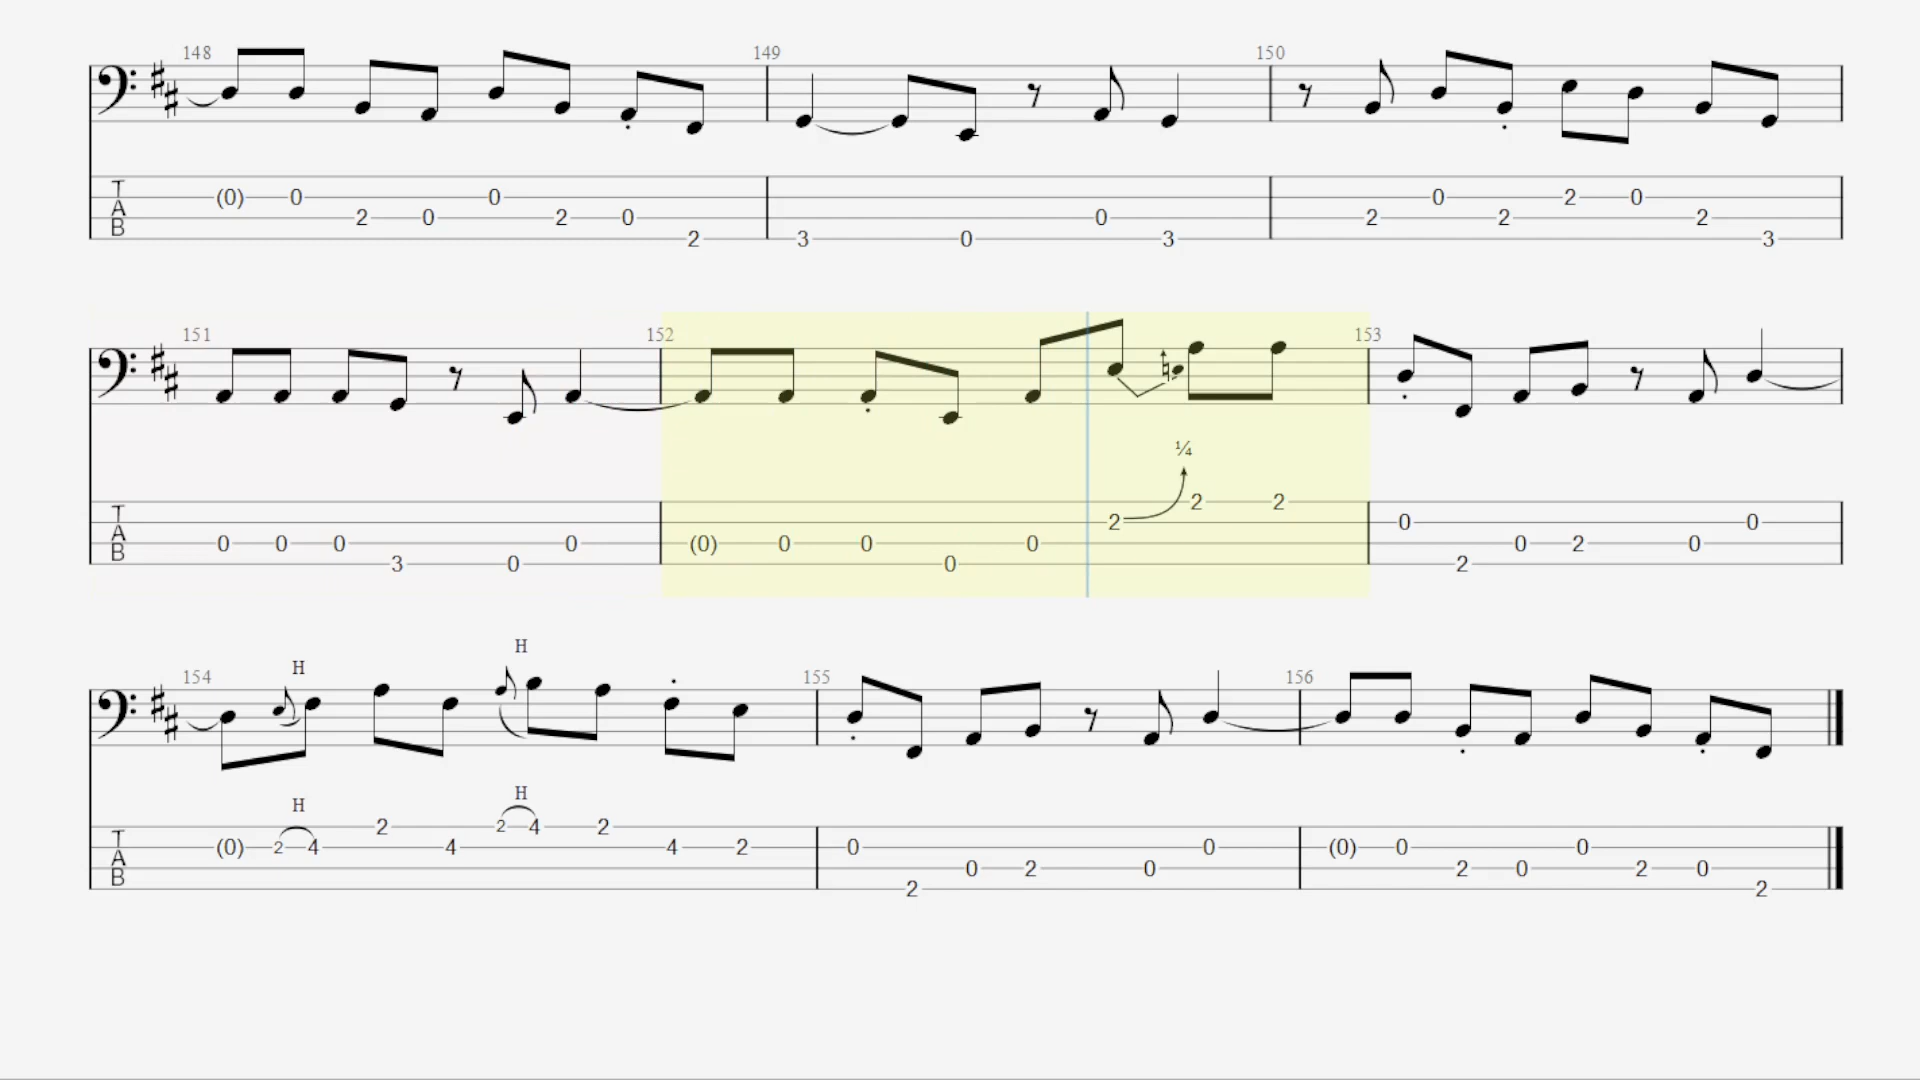 148 149 150
T (0) 0 0 2 0
A 2 0 2 0 0 2 2 2
B 2 3 0 3 3
151 152 153
¼
T 2 2
2 0 0
A 0 0 0 0 (0) 0 0 0 0 2 0
B 3 0 0 2
H
H
154 155 156
H
H
2 2 4 2
T (0) 2 4 4 4 2 0 0 (0) 0 0
A 0 2 0 2 0 2 0
B 2 2